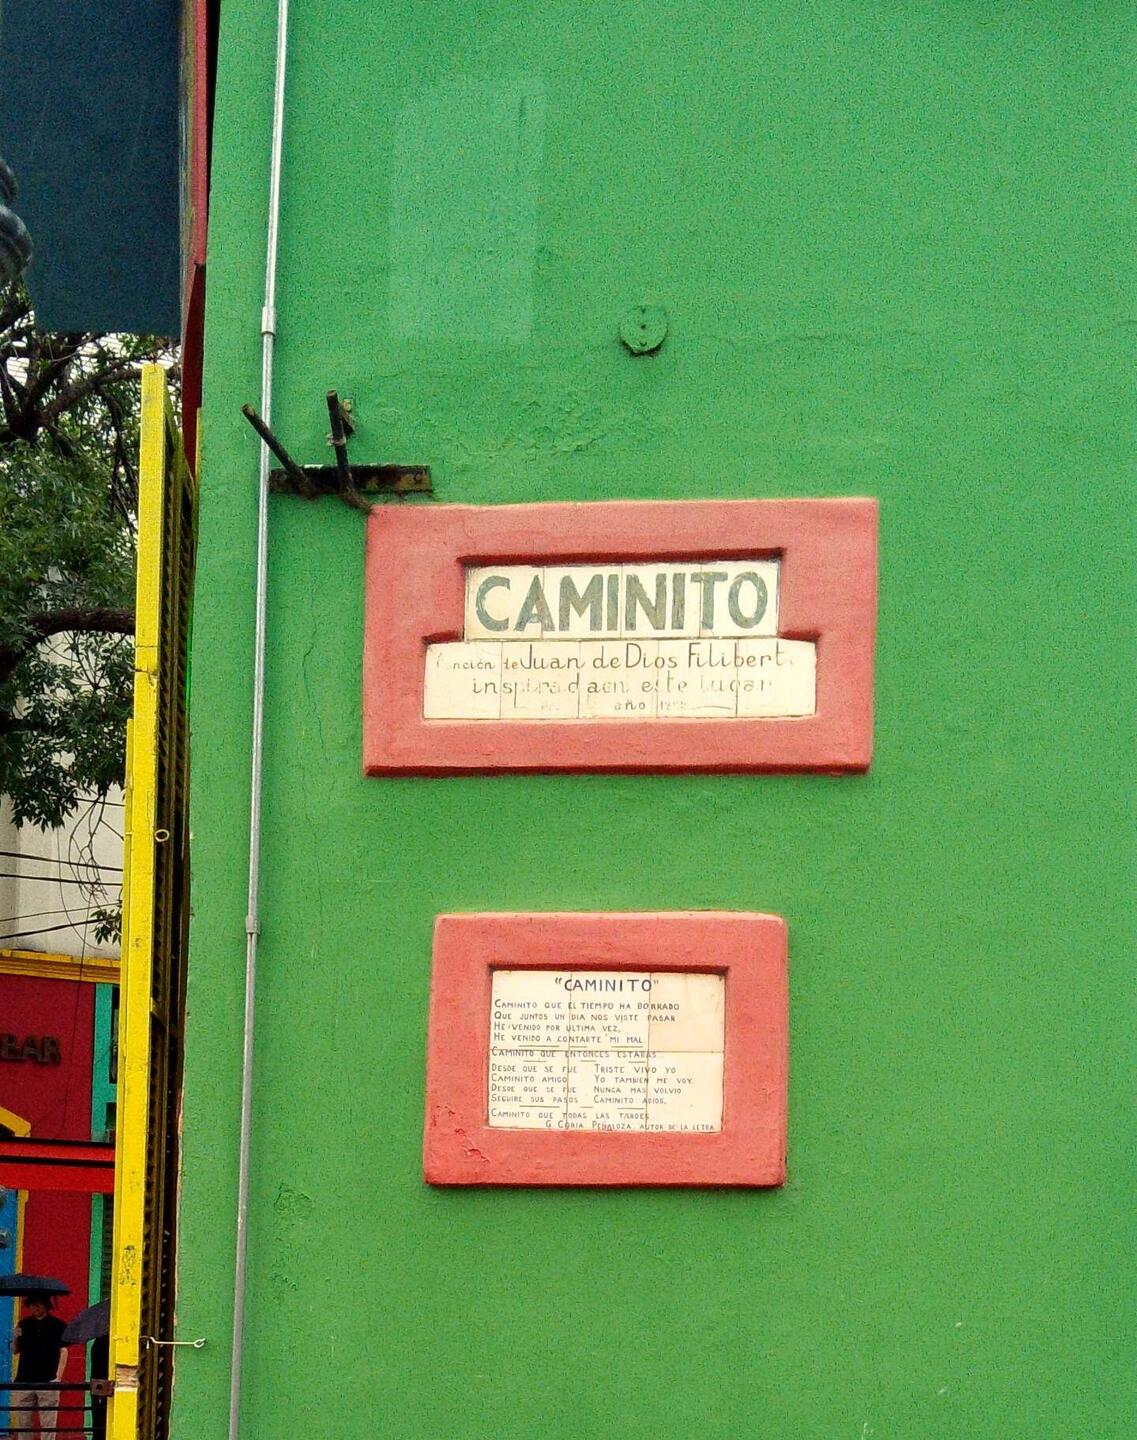 BAR
CAMINITO
Canción de Juan de Dios Filiberto
inspirada en este lugar
año
"CAMINITO"
CAMINITO QUE EL TIEMPO HA BORRADO
QUE JUNTOS UN DIA NOS VISTE PASAR
HE VENIDO POR ULTIMA VEZ,
HE VENIDO A CONTARTE MI MAL
CAMINITO QUE ENTONCES ESTABAS...
DESDE QUE SE FUE TRISTE VIVO YO
CAMINITO AMIGO YO TAMBIEN ME VOY.
DESDE QUE SE FUE NUNCA MAS VOLVIO
SEGUIRE SUS PASOS CAMINITO ADIOS.
CAMINITO QUE TODAS LAS TARDES
G. CORIA PEÑALOZA, AUTOR DE LA LETRA